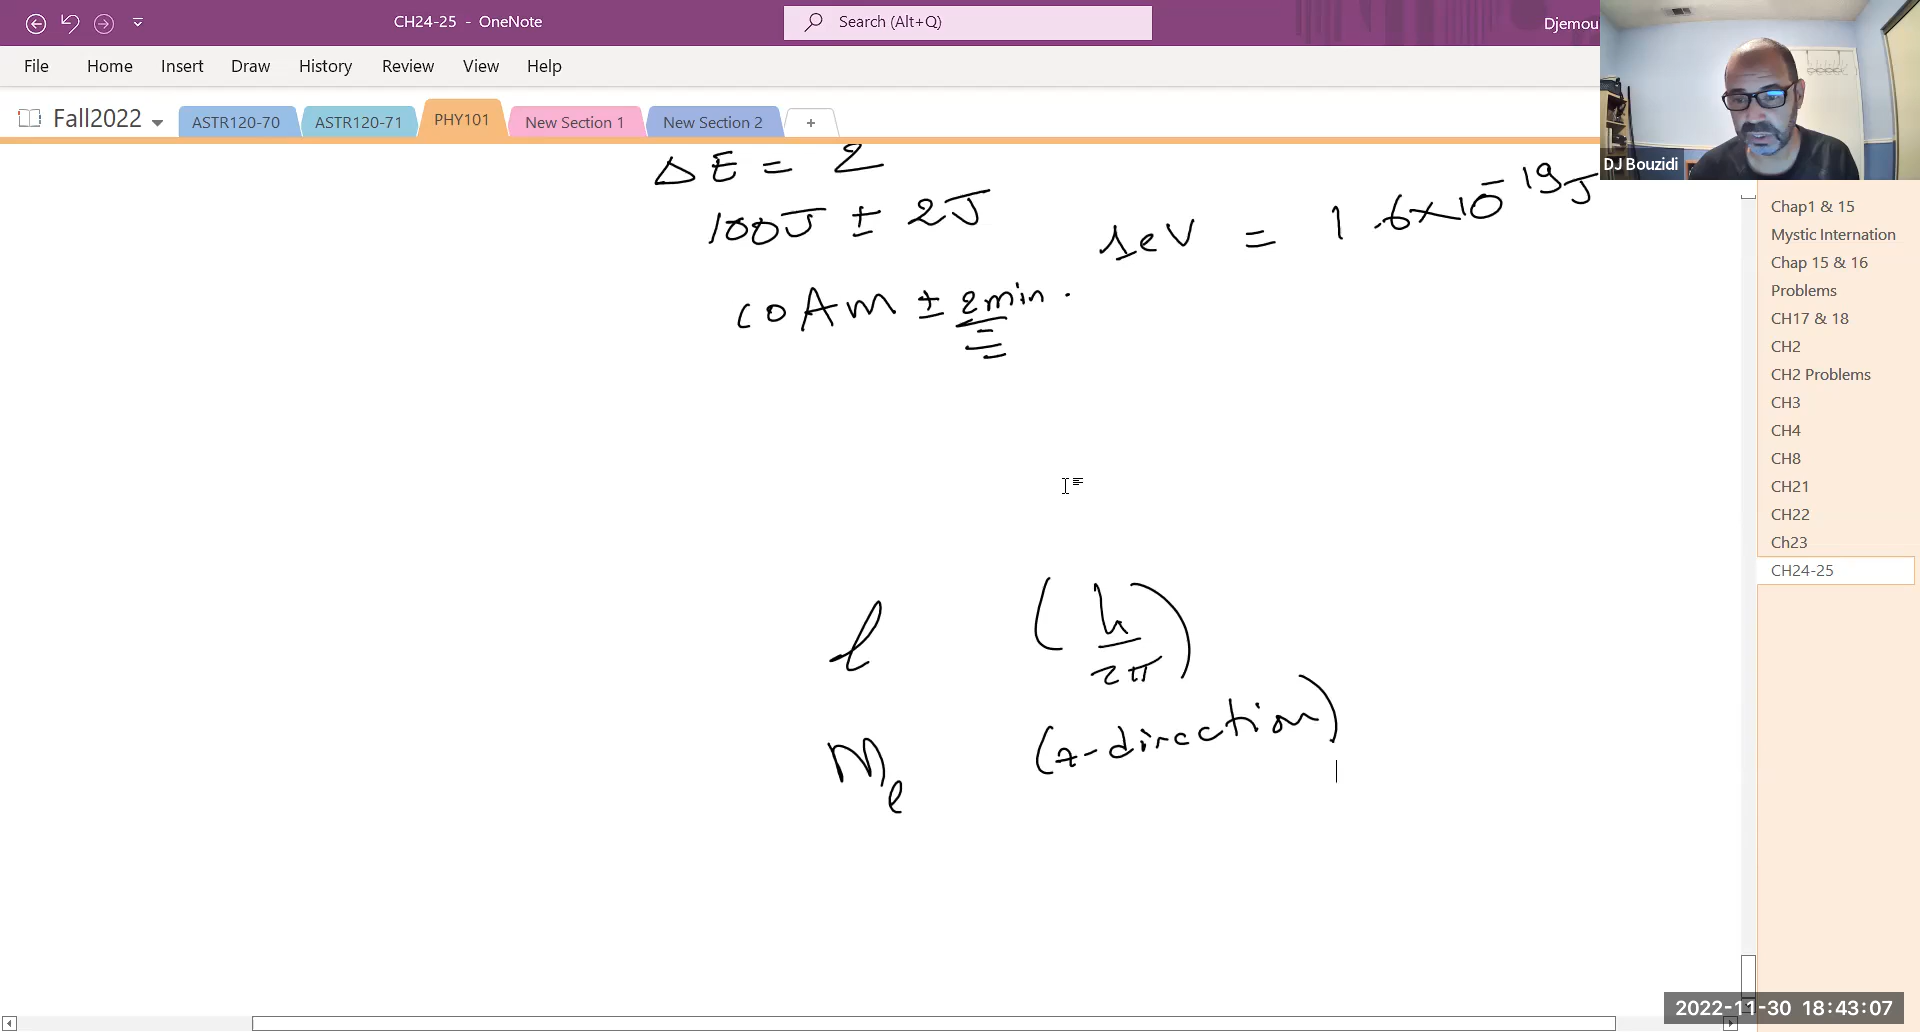 CH24-25 - OneNote
Search (Alt+Q)
Djemou
File Home Insert Draw History Review View Help
Fall2022
ASTR120-70
ASTR120-71
PHY101
New Section 1
New Section 2
+
DJ Bouzidi
ΔE = 2
100J ± 2J
1eV = 1.6×10⁻¹⁹J
10AM ± 2min.
ℓ (h/2π)
mℓ (z-direction)
Chap1 & 15
Mystic Internation
Chap 15 & 16
Problems
CH17 & 18
CH2
CH2 Problems
CH3
CH4
CH8
CH21
CH22
Ch23
CH24-25
2022-11-30 18:43:07